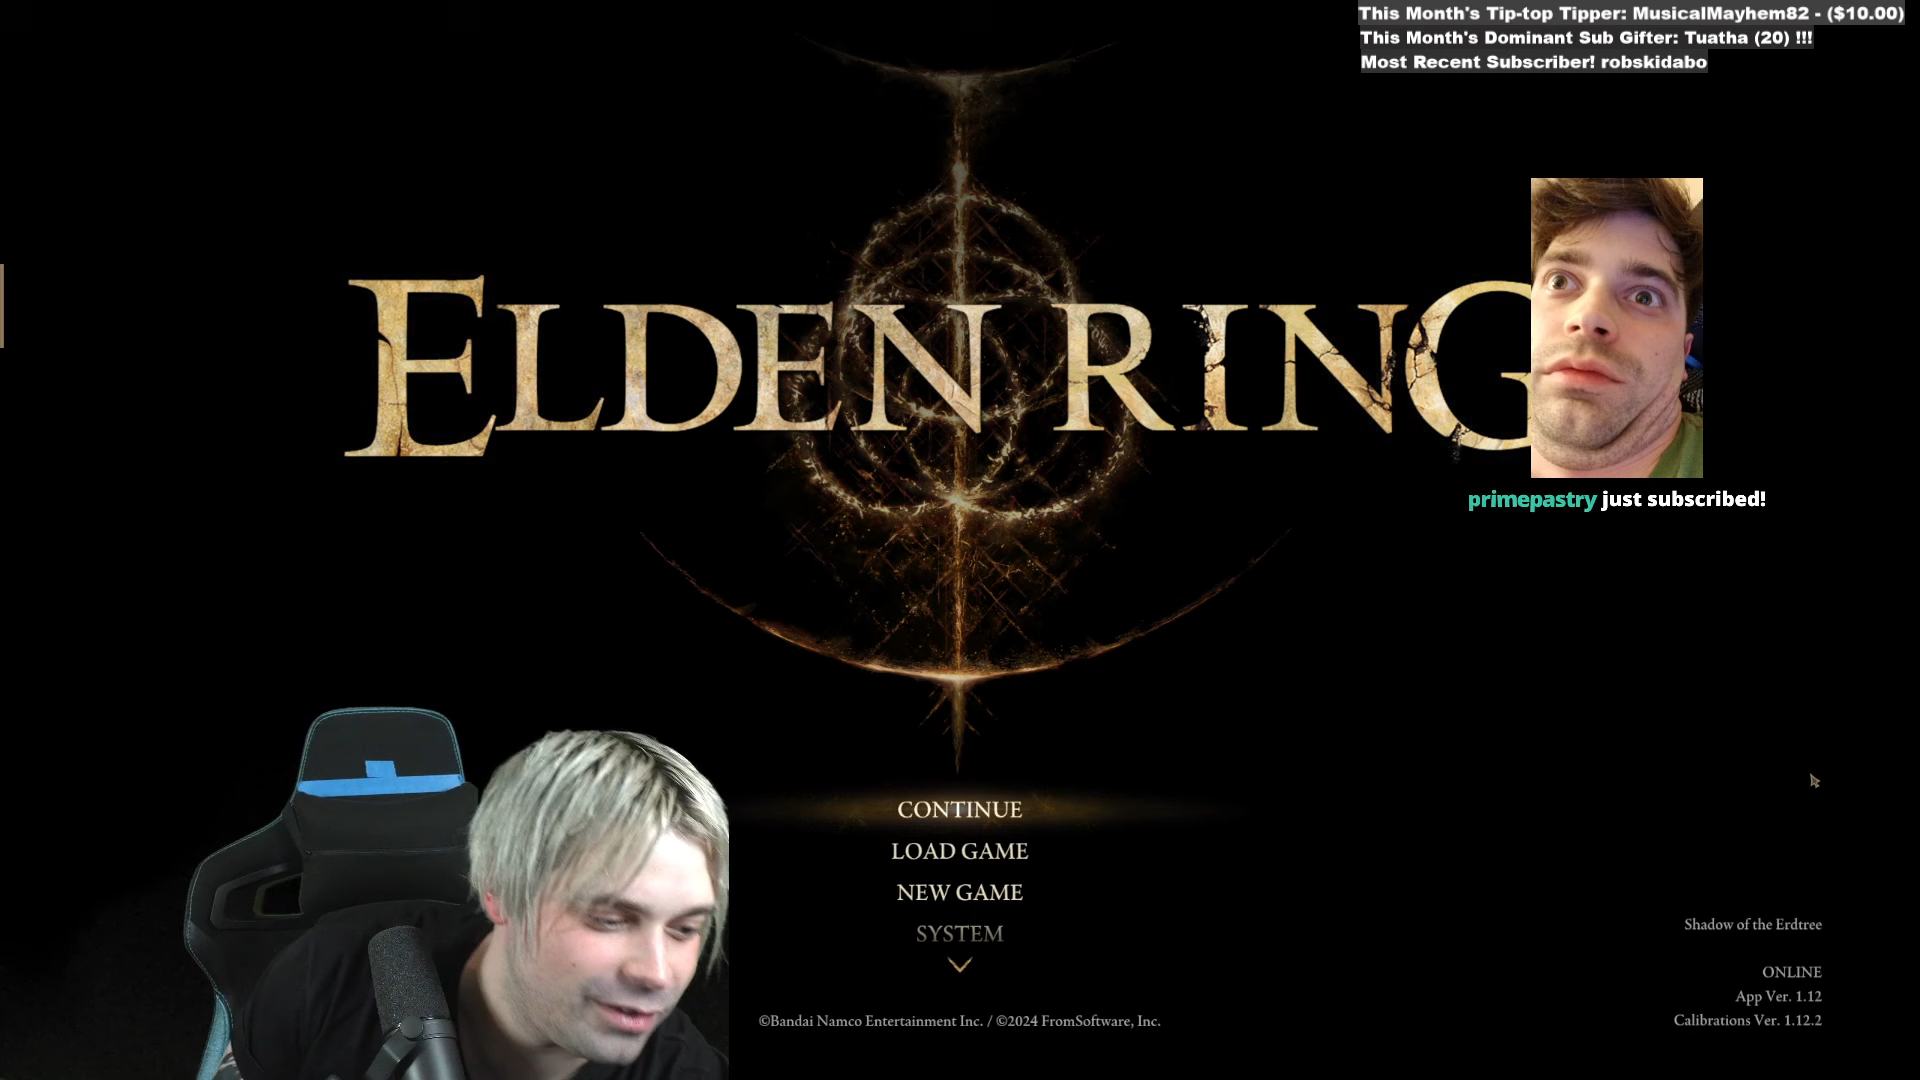 This Month's Tip-top Tipper: MusicalMayhem82 - ($10.00)
This Month's Dominant Sub Gifter: Tuatha (20) !!!
Most Recent Subscriber! robskidabo
ELDEN RING
primepastry just subscribed!
CONTINUE
LOAD GAME
NEW GAME
SYSTEM
Shadow of the Erdtree
ONLINE
App Ver. 1.12
Calibrations Ver. 1.12.2
©Bandai Namco Entertainment Inc. / ©2024 FromSoftware, Inc.